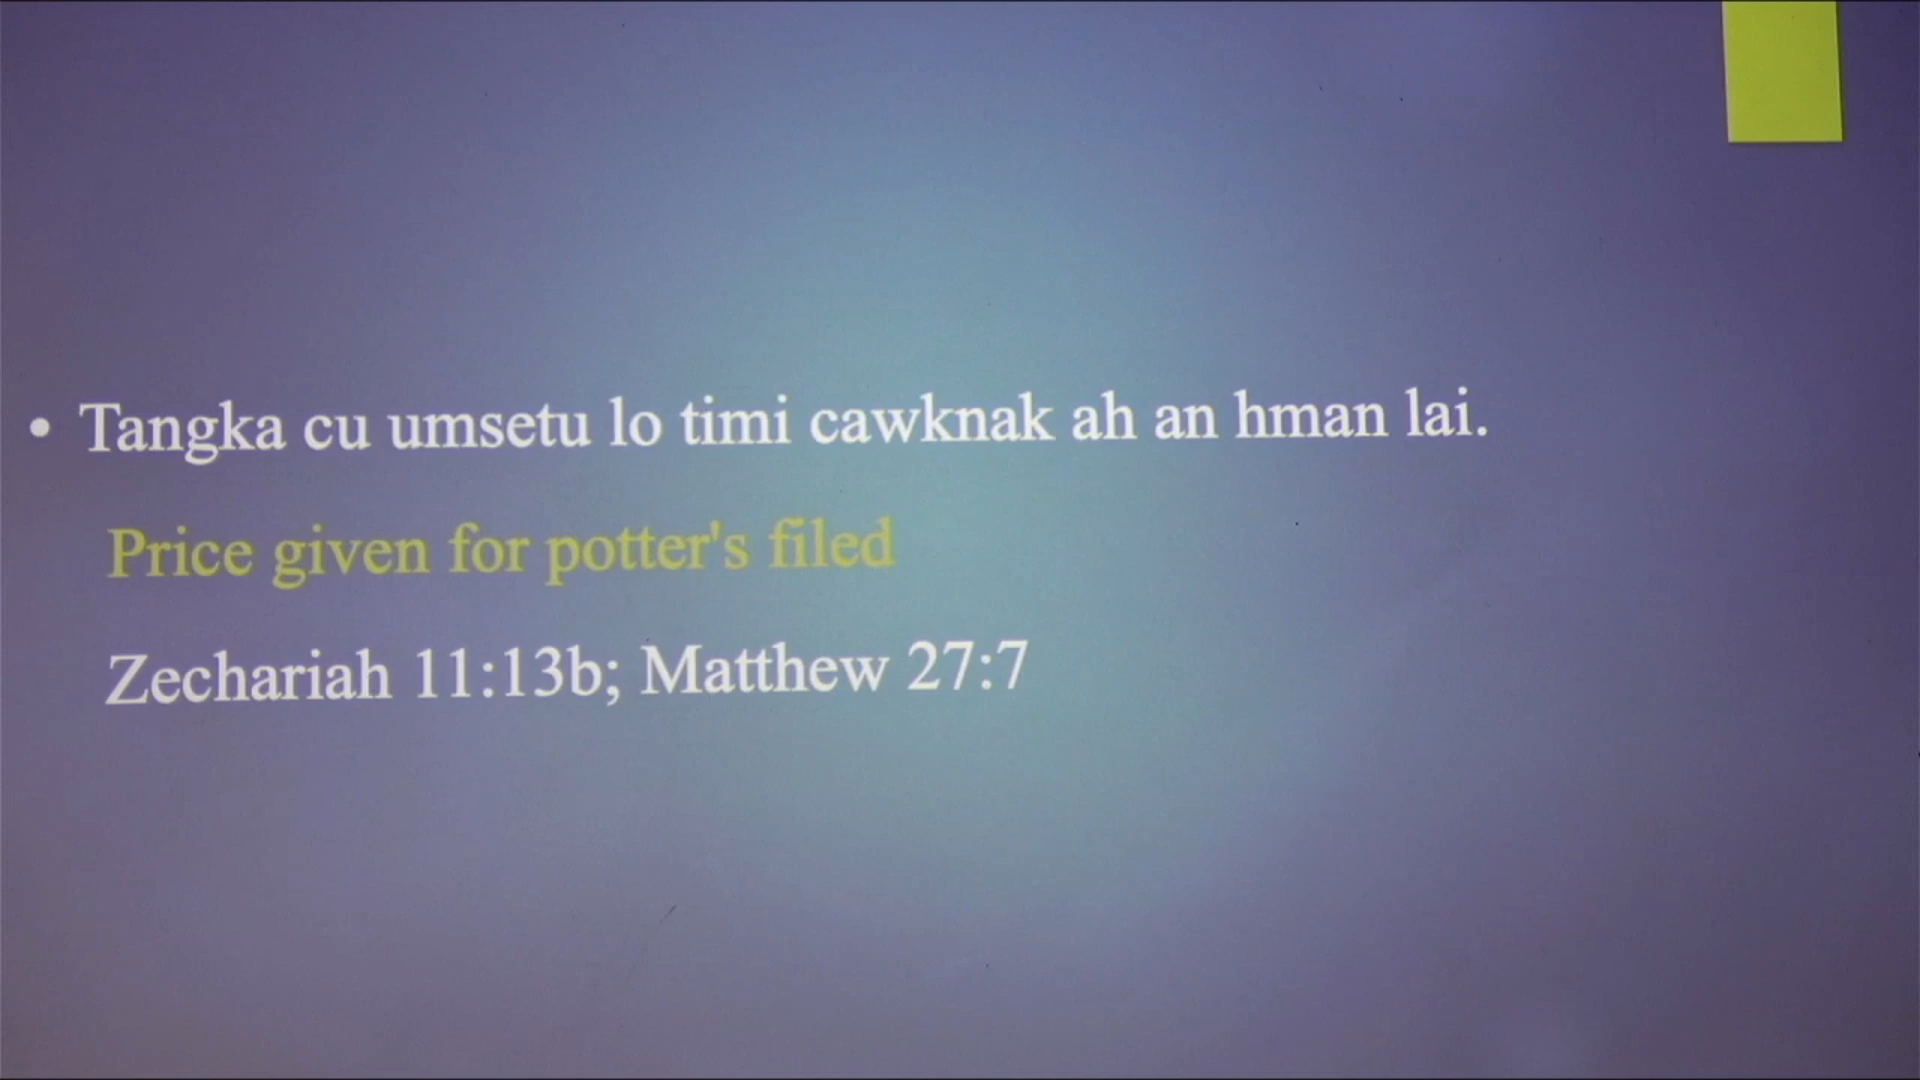 • Tangka cu umsetu lo timi cawknak ah an hman lai.
Price given for potter's filed
Zechariah 11:13b; Matthew 27:7